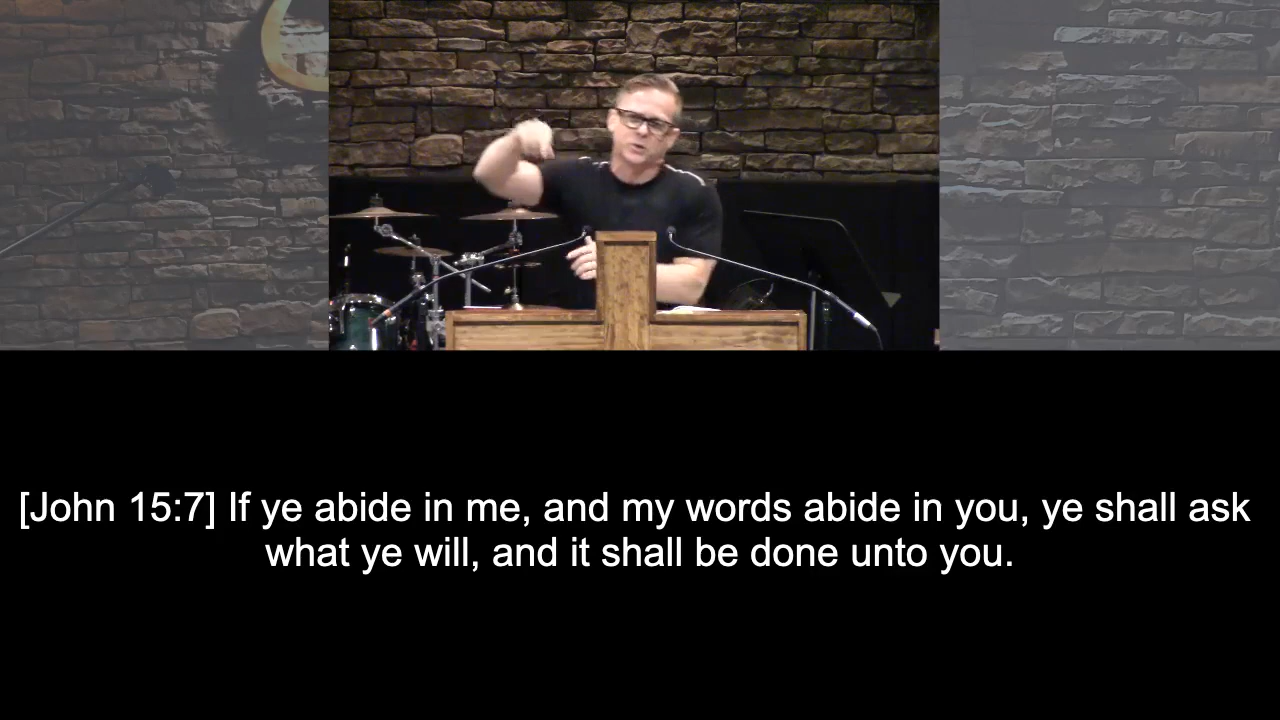 [John 15:7] If ye abide in me, and my words abide in you, ye shall ask
what ye will, and it shall be done unto you.